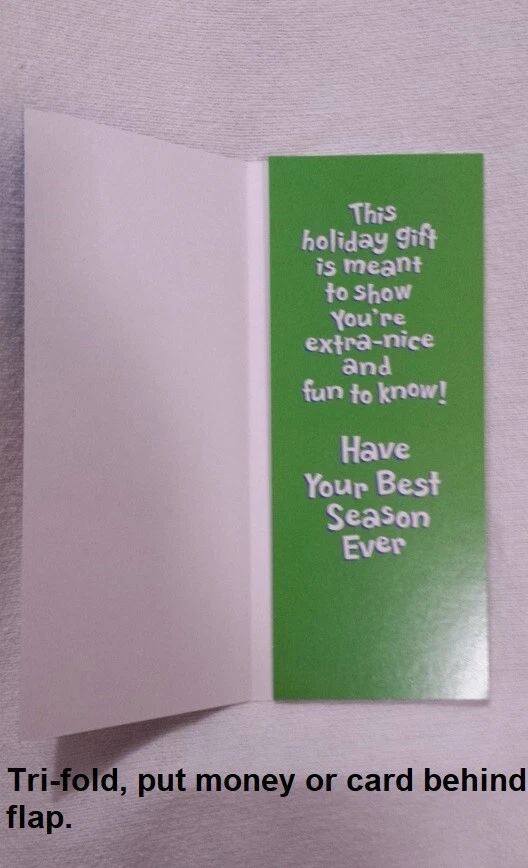 This
holiday gift
is meant
to show
You're
extra-nice
and
fun to know!
Have
Your Best
Season
Ever
Tri-fold, put money or card behind
flap.